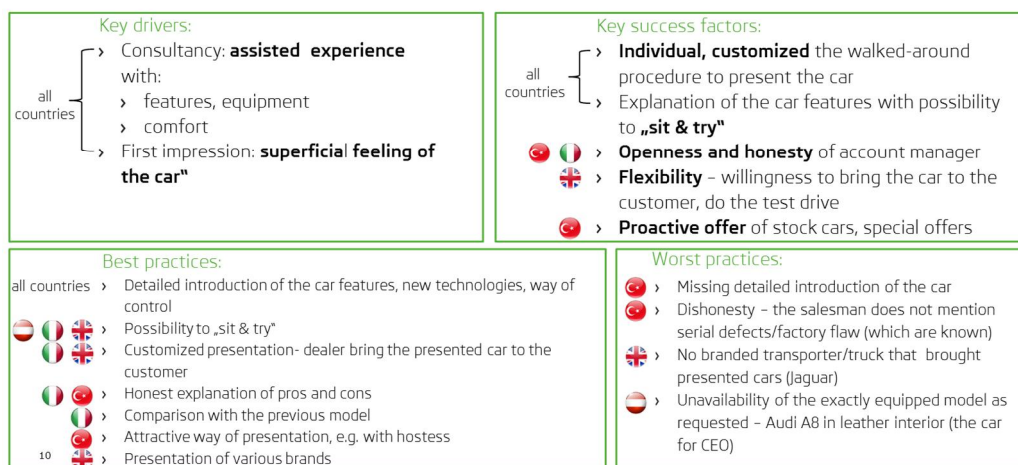 Key drivers:
all countries
› Consultancy: assisted experience
with:
› features, equipment
› comfort
› First impression: superficial feeling of
the car"
Key success factors:
all countries
› Individual, customized the walked-around
procedure to present the car
› Explanation of the car features with possibility
to „sit & try"
› Openness and honesty of account manager
› Flexibility – willingness to bring the car to the
customer, do the test drive
› Proactive offer of stock cars, special offers
Best practices:
all countries › Detailed introduction of the car features, new technologies, way of
control
› Possibility to „sit & try"
› Customized presentation- dealer bring the presented car to the
customer
› Honest explanation of pros and cons
› Comparison with the previous model
› Attractive way of presentation, e.g. with hostess
› Presentation of various brands
10
Worst practices:
› Missing detailed introduction of the car
› Dishonesty – the salesman does not mention
serial defects/factory flaw (which are known)
› No branded transporter/truck that brought
presented cars (Jaguar)
› Unavailability of the exactly equipped model as
requested – Audi A8 in leather interior (the car
for CEO)